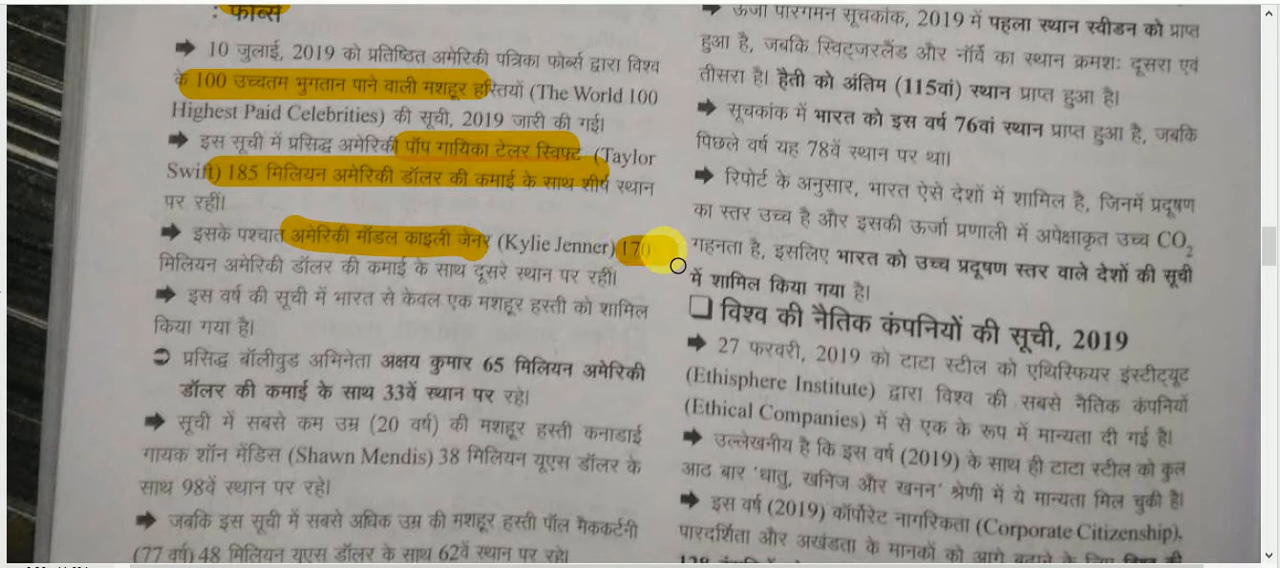 : फोर्ब्स
➡ 10 जुलाई, 2019 को प्रतिष्ठित अमेरिकी पत्रिका फोर्ब्स द्वारा विश्व
के 100 उच्चतम भुगतान पाने वाली मशहूर हस्तियों (The World 100
Highest Paid Celebrities) की सूची, 2019 जारी की गई।
➡ इस सूची में प्रसिद्ध अमेरिकी पॉप गायिका टेलर स्विफ्ट (Taylor
Swift) 185 मिलियन अमेरिकी डॉलर की कमाई के साथ शीर्ष स्थान
पर रहीं।
➡ इसके पश्चात अमेरिकी मॉडल काइली जेनर (Kylie Jenner) 170
मिलियन अमेरिकी डॉलर की कमाई के साथ दूसरे स्थान पर रहीं।
➡ इस वर्ष की सूची में भारत से केवल एक मशहूर हस्ती को शामिल
किया गया है।
➲ प्रसिद्ध बॉलीवुड अभिनेता अक्षय कुमार 65 मिलियन अमेरिकी
डॉलर की कमाई के साथ 33वें स्थान पर रहे।
➡ सूची में सबसे कम उम्र (20 वर्ष) की मशहूर हस्ती कनाडाई
गायक शॉन मेंडिस (Shawn Mendis) 38 मिलियन यूएस डॉलर के
साथ 98वें स्थान पर रहे।
➡ जबकि इस सूची में सबसे अधिक उम्र की मशहूर हस्ती पॉल मैककर्टनी
(77 वर्ष) 48 मिलियन यूएस डॉलर के साथ 62वें स्थान पर रहे।
➡ ऊर्जा पारगमन सूचकांक, 2019 में पहला स्थान स्वीडन को प्राप्त
हुआ है, जबकि स्विट्जरलैंड और नॉर्वे का स्थान क्रमशः दूसरा एवं
तीसरा है। हैती को अंतिम (115वां) स्थान प्राप्त हुआ है।
➡ सूचकांक में भारत को इस वर्ष 76वां स्थान प्राप्त हुआ है, जबकि
पिछले वर्ष यह 78वें स्थान पर था।
➡ रिपोर्ट के अनुसार, भारत ऐसे देशों में शामिल है, जिनमें प्रदूषण
का स्तर उच्च है और इसकी ऊर्जा प्रणाली में अपेक्षाकृत उच्च CO₂
गहनता है, इसलिए भारत को उच्च प्रदूषण स्तर वाले देशों की सूची
में शामिल किया गया है।
❑ विश्व की नैतिक कंपनियों की सूची, 2019
➡ 27 फरवरी, 2019 को टाटा स्टील को एथिस्फियर इंस्टीट्यूट
(Ethisphere Institute) द्वारा विश्व की सबसे नैतिक कंपनियों
(Ethical Companies) में से एक के रूप में मान्यता दी गई है।
➡ उल्लेखनीय है कि इस वर्ष (2019) के साथ ही टाटा स्टील को कुल
आठ बार 'धातु, खनिज और खनन' श्रेणी में ये मान्यता मिल चुकी है।
➡ इस वर्ष (2019) कॉर्पोरेट नागरिकता (Corporate Citizenship),
पारदर्शिता और अखंडता के मानकों को आगे बढ़ाने के लिए विश्व की